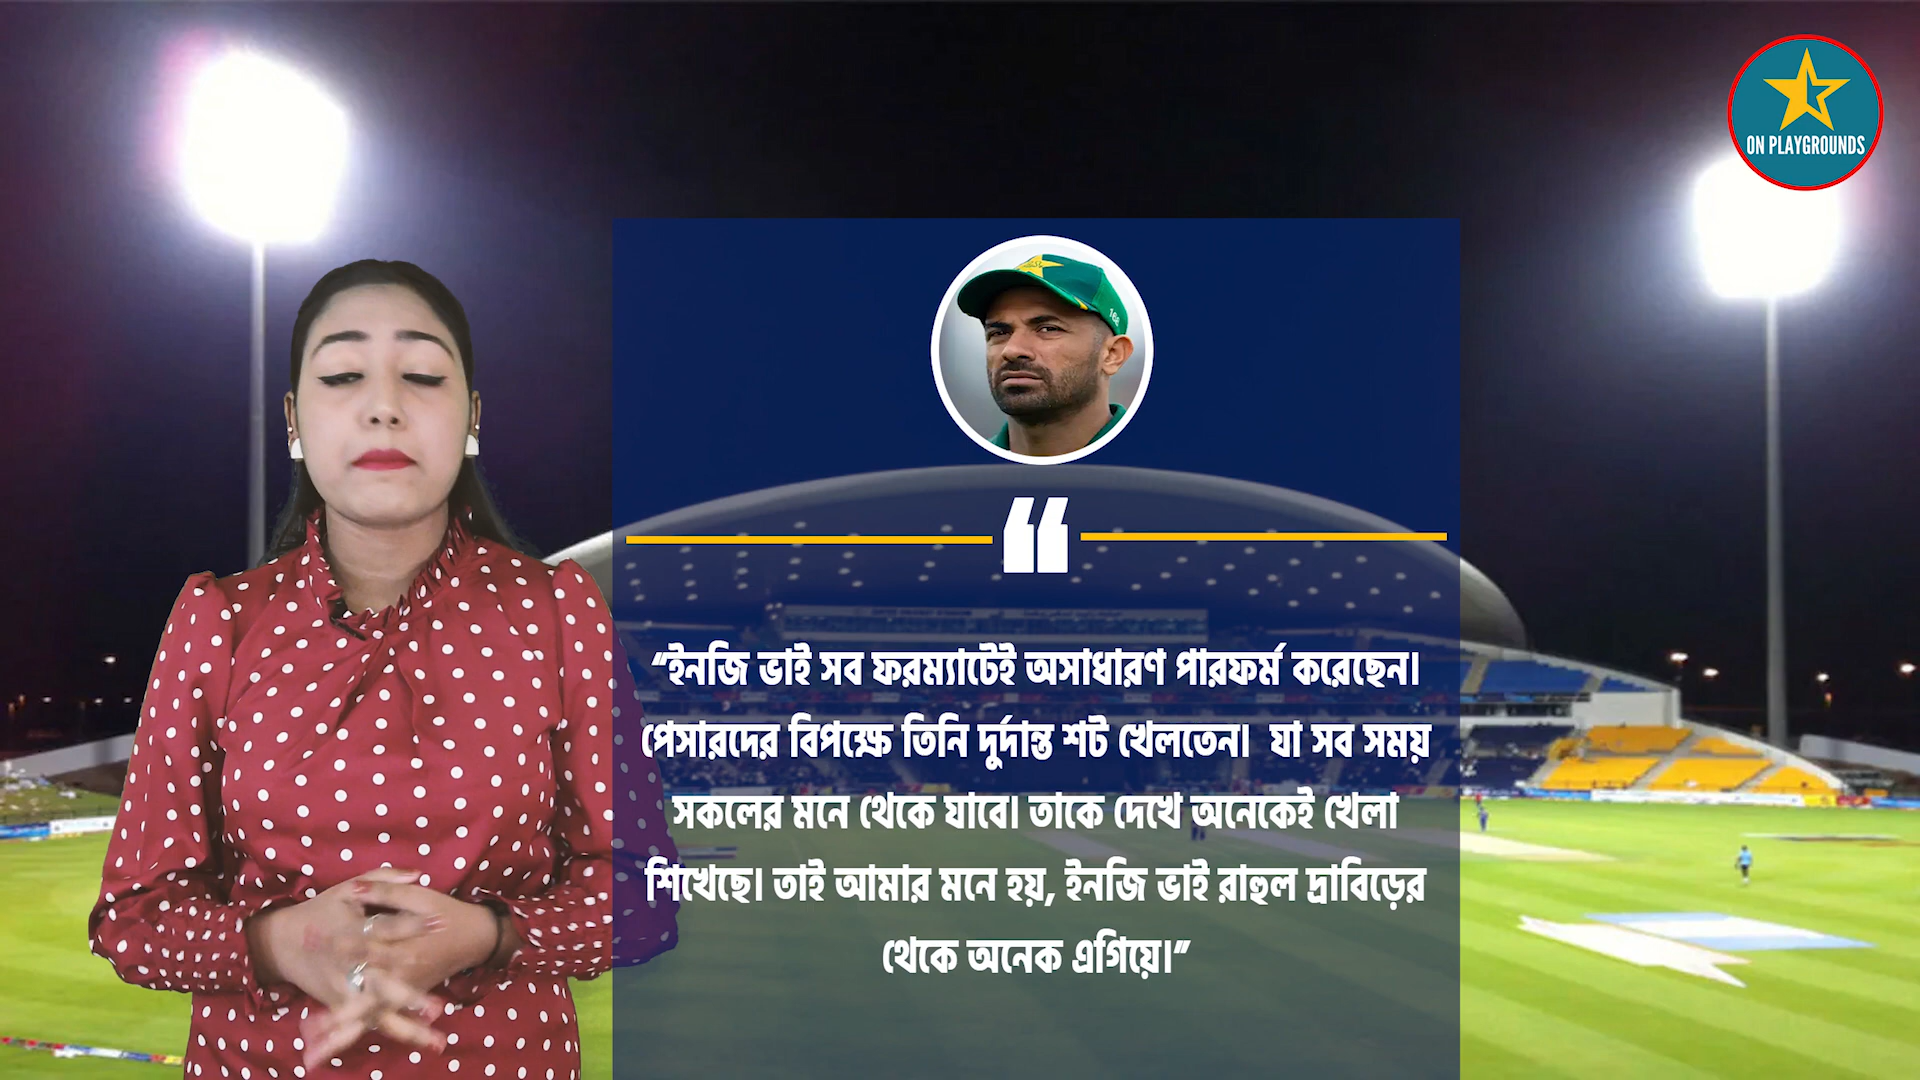 ON PLAYGROUNDS
168
“ইনজি ভাই সব ফরম্যাটেই অসাধারণ পারফর্ম করেছেন।
পেসারদের বিপক্ষে তিনি দুর্দান্ত শট খেলতেন। যা সব সময়
সকলের মনে থেকে যাবে। তাকে দেখে অনেকেই খেলা
শিখেছে। তাই আমার মনে হয়, ইনজি ভাই রাহুল দ্রাবিড়ের
থেকে অনেক এগিয়ে।”